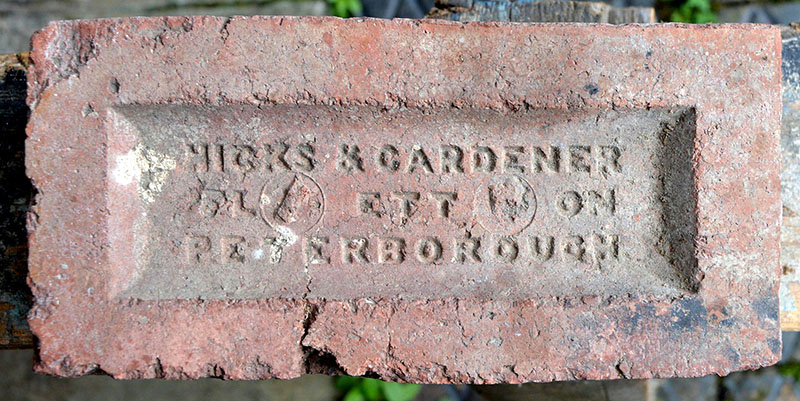 HICKS & GARDENER
FL ETT ON
PETERBOROUGH